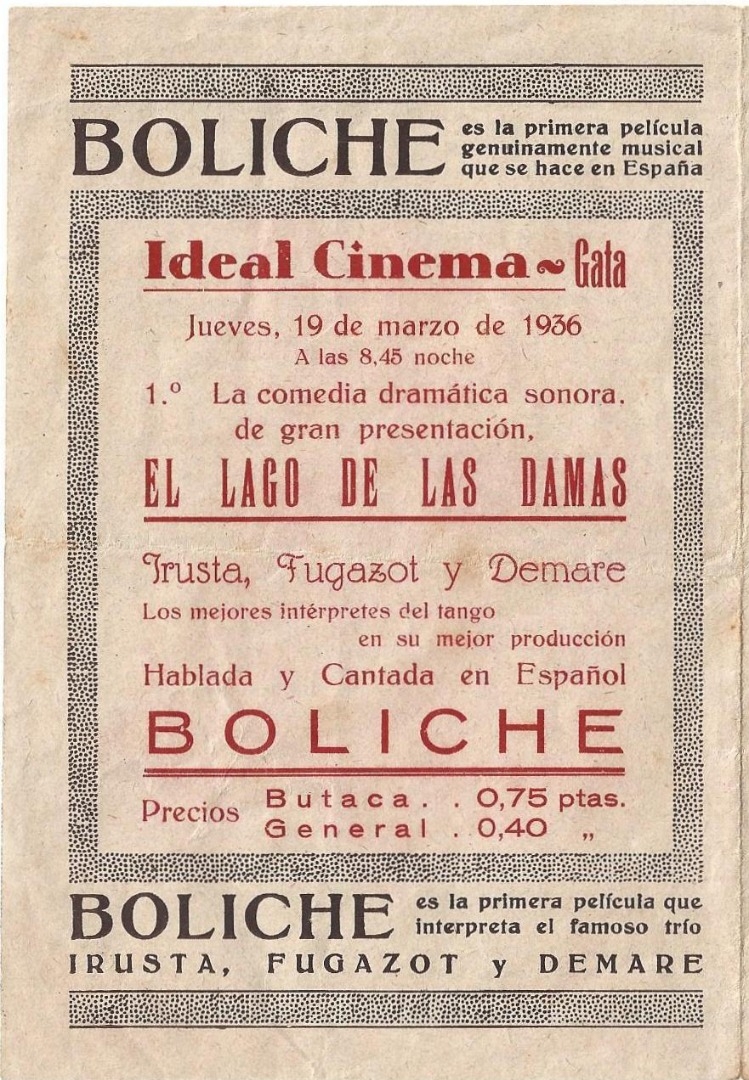 BOLICHE
es la primera película
genuinamente musical
que se hace en España
Ideal Cinema ~ Gata
Jueves, 19 de marzo de 1936
A las 8,45 noche
1.º La comedia dramática sonora.
de gran presentación,
EL LAGO DE LAS DAMAS
Irusta, Fugazot y Demare
Los mejores intérpretes del tango
en su mejor producción
Hablada y Cantada en Español
BOLICHE
Precios
Butaca . . 0,75 ptas.
General . 0,40 „
BOLICHE
es la primera película que
interpreta el famoso trío
IRUSTA, FUGAZOT y DEMARE